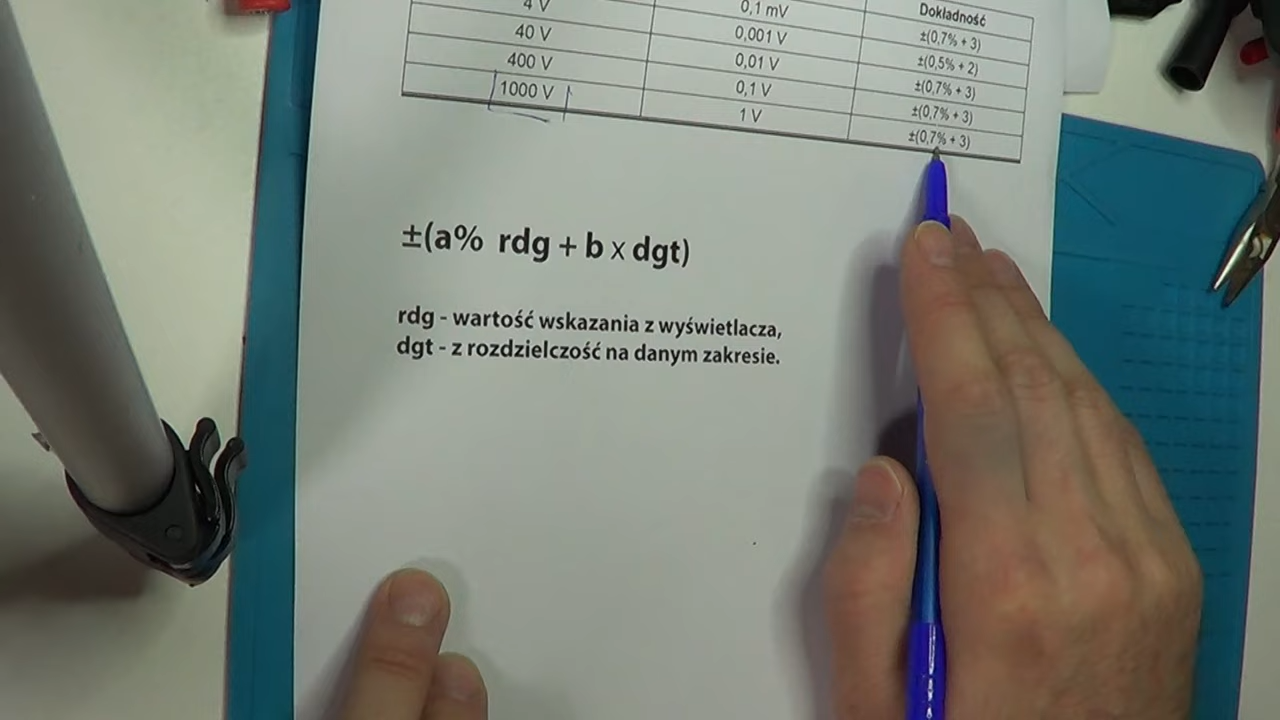 Dokładność
4 V 0,1 mV ±(0,7% + 3)
40 V 0,001 V ±(0,5% + 2)
400 V 0,01 V ±(0,7% + 3)
1000 V 0,1 V ±(0,7% + 3)
1 V ±(0,7% + 3)
±(a% rdg + b x dgt)
rdg - wartość wskazania z wyświetlacza,
dgt - z rozdzielczość na danym zakresie.